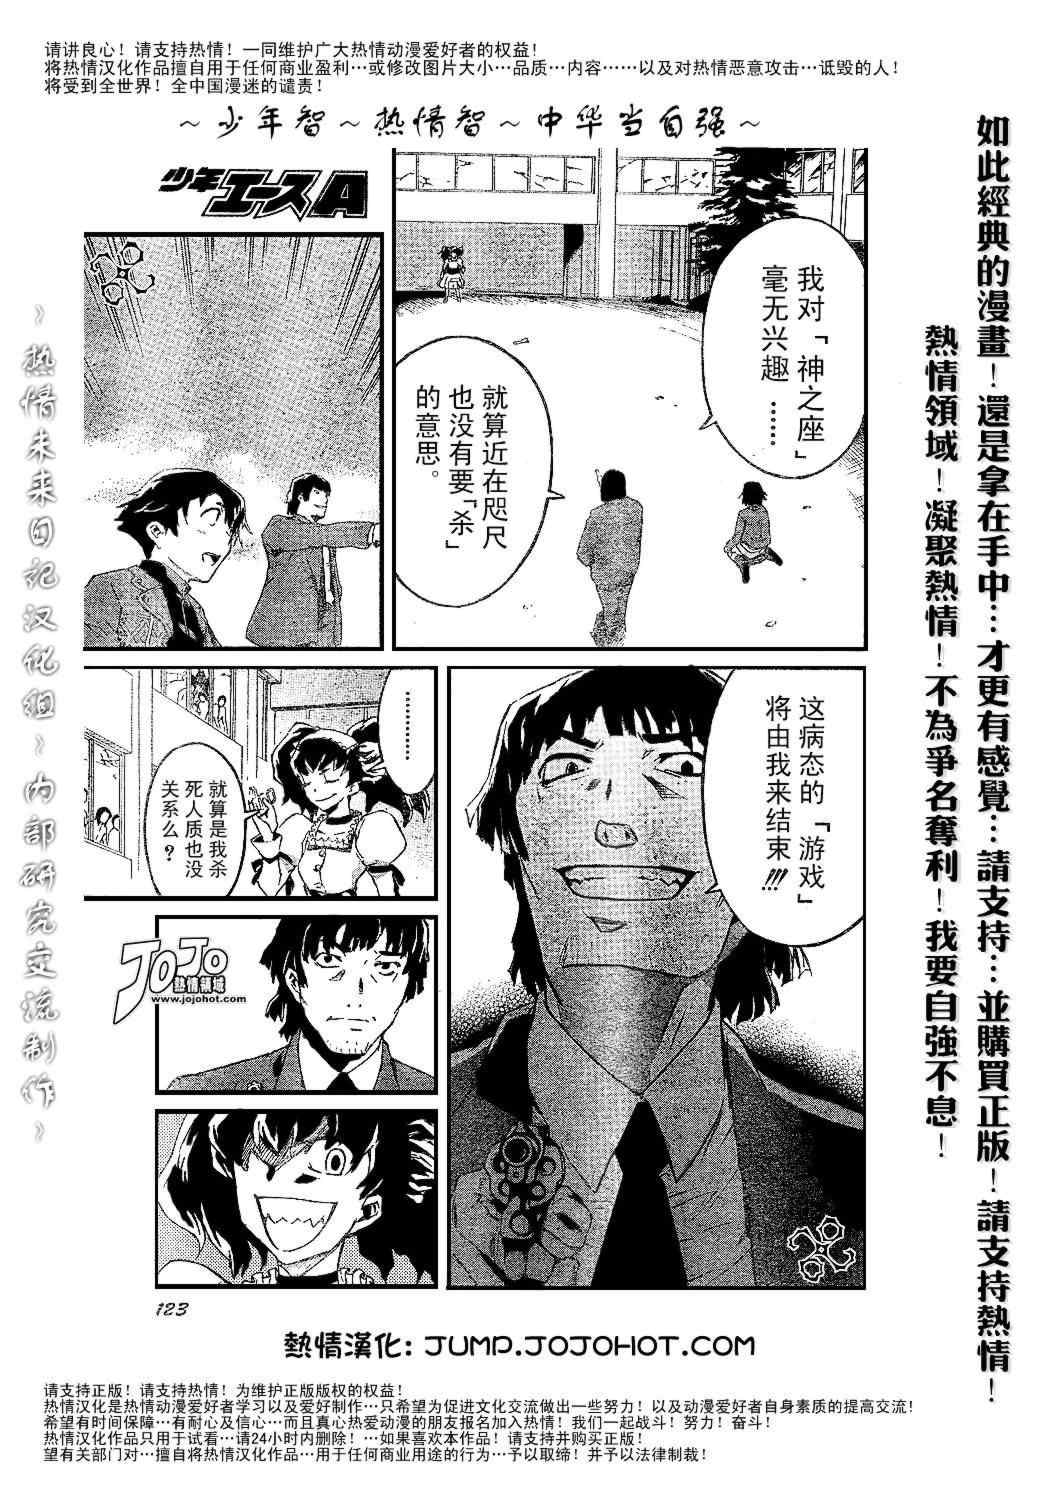 请讲良心！请支持热情！一同维护广大热情动漫爱好者的权益！
将热情汉化作品擅自用于任何商业盈利…或修改图片大小…品质…内容……以及对热情恶意攻击…诋毁的人！
将受到全世界！全中国漫迷的谴责！
～少年智～热情智～中华当自强～
少年エースA
我对「神之座」
毫无兴趣……
就算近在咫尺
也没有要「杀」
的意思。
这病态的「游戏」
将由我来结束!!!
…………
就算是我杀
死人质也没
关系么？
JOJO
熱情領域
www.jojohot.com
123
熱情漢化: JUMP.JOJOHOT.COM
如此經典的漫畫！還是拿在手中…才更有感覺…請支持…並購買正版！請支持熱情！
熱情領域！凝聚熱情！不為爭名奪利！我要自強不息！
～热情未来日记汉化组～内部研究交流制作～
请支持正版！请支持热情！为维护正版版权的权益！
热情汉化是热情动漫爱好者学习以及爱好制作…只希望为促进文化交流做出一些努力！以及动漫爱好者自身素质的提高交流！
希望有时间保障…有耐心及信心…而且真心热爱动漫的朋友报名加入热情！我们一起战斗！努力！奋斗！
热情汉化作品只用于试看…请24小时内删除！…如果喜欢本作品！请支持并购买正版！
望有关部门对…擅自将热情汉化作品…用于任何商业用途的行为…予以取缔！并予以法律制裁！